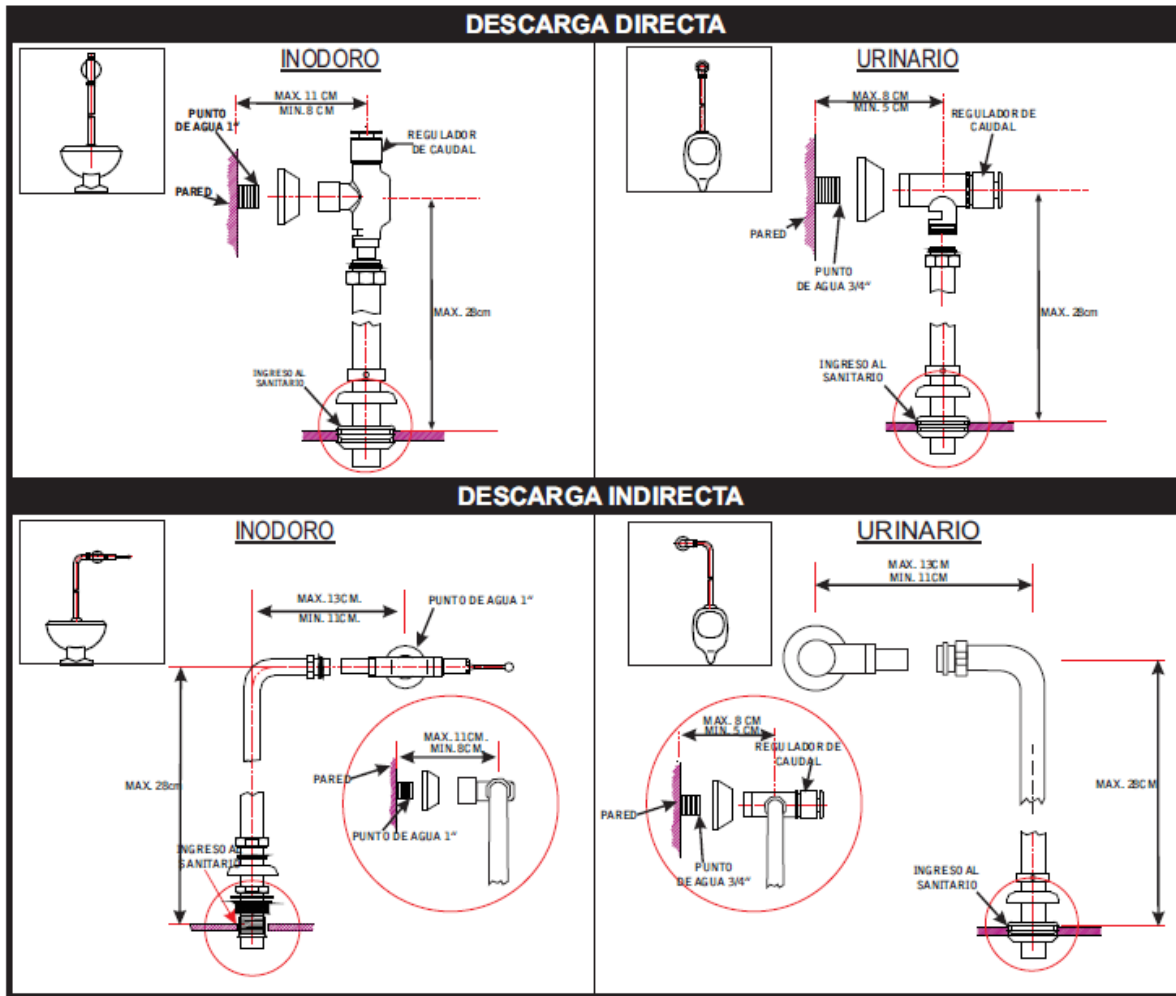 DESCARGA DIRECTA
INODORO
MAX. 11 CM
MIN. 8 CM
PUNTO
DE AGUA 1"
REGULADOR
DE CAUDAL
PARED
MAX. 28cm
INGRESO AL
SANITARIO
URINARIO
MAX. 8 CM
MIN. 5 CM
REGULADOR DE
CAUDAL
PARED
PUNTO
DE AGUA 3/4"
MAX. 28cm
INGRESO AL
SANITARIO
DESCARGA INDIRECTA
INODORO
MAX. 13CM.
MIN. 11CM.
PUNTO DE AGUA 1"
MAX. 28cm
MAX. 11CM.
MIN. 8CM
PARED
PUNTO DE AGUA 1"
INGRESO AL
SANITARIO
URINARIO
MAX. 13CM
MIN. 11CM
MAX. 8 CM
MIN. 5 CM
REGULADOR DE
CAUDAL
PARED
PUNTO
DE AGUA 3/4"
MAX. 28CM
INGRESO AL
SANITARIO